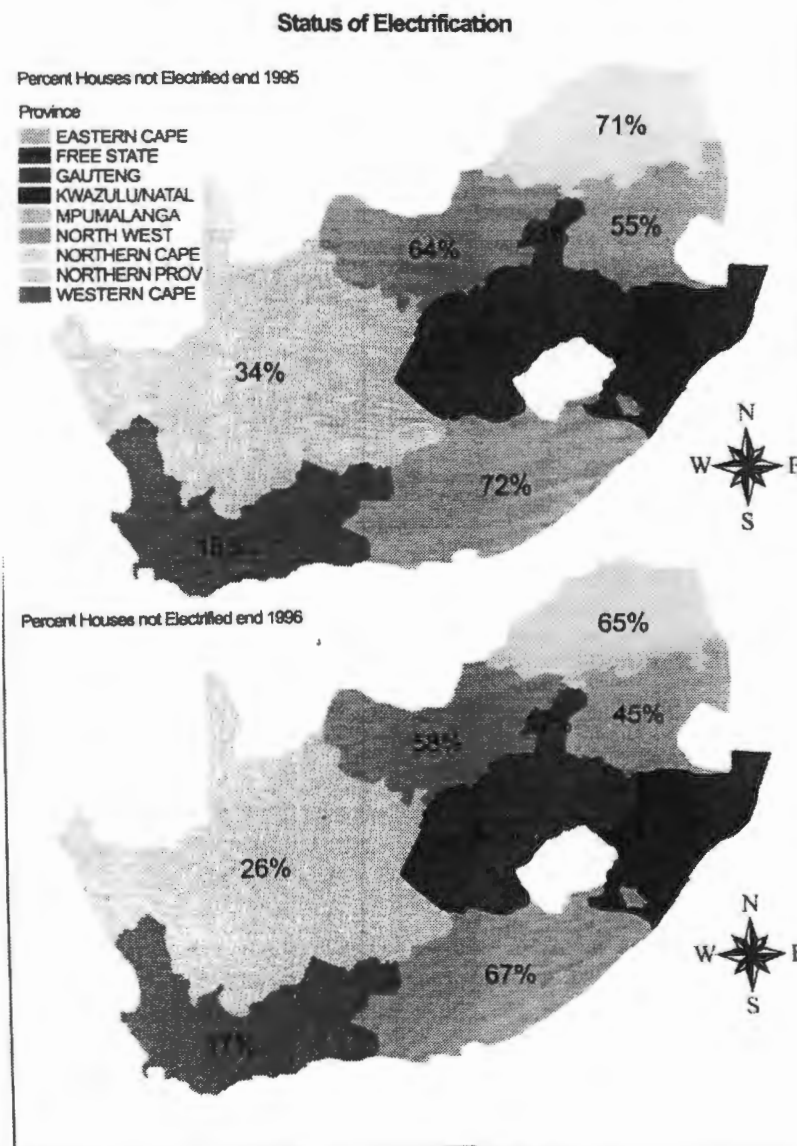 Status of Electrification
Percent Houses not Electrified end 1995
Province
EASTERN CAPE
FREE STATE
GAUTENG
KWAZULU/NATAL
MPUMALANGA
NORTH WEST
NORTHERN CAPE
NORTHERN PROV
WESTERN CAPE
71%
64%
55%
34%
72%
N
W E
S
Percent Houses not Electrified end 1996
65%
58%
45%
26%
67%
17%
N
W E
S